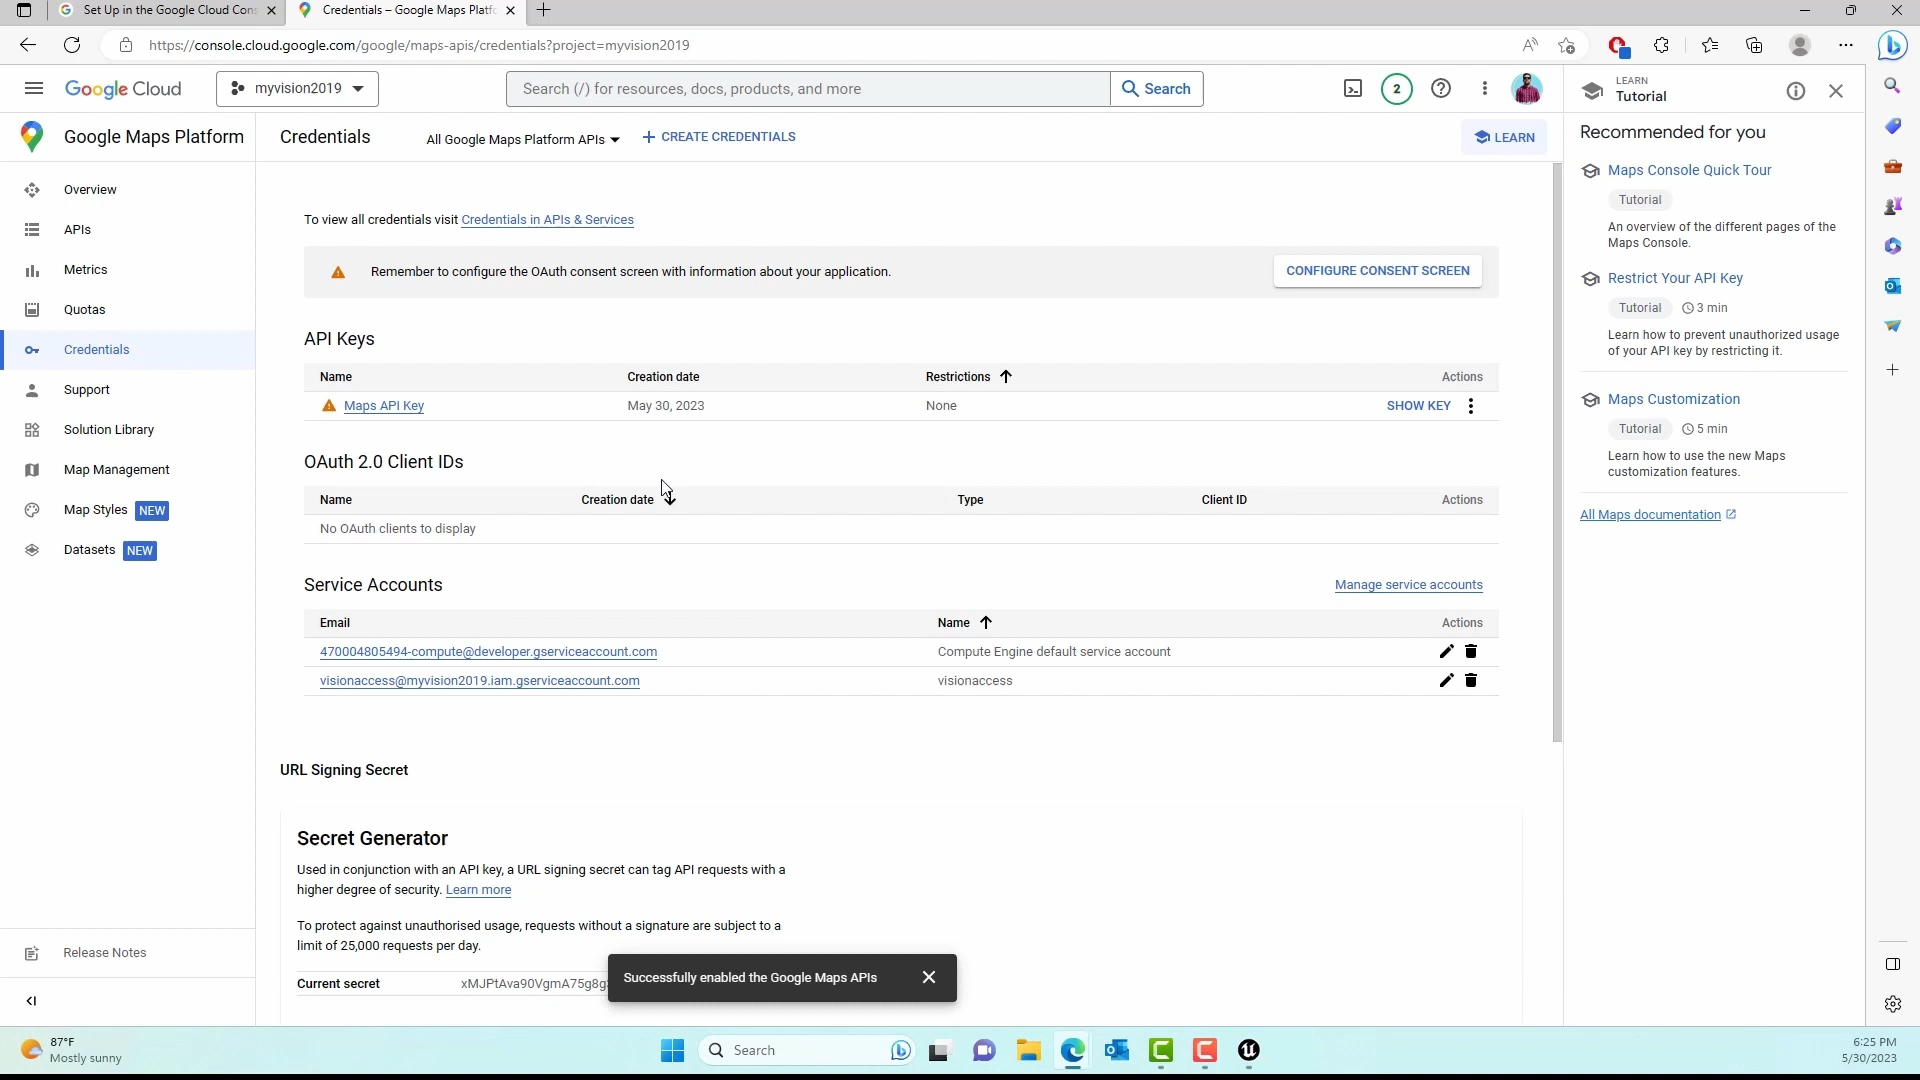 Set Up in the Google Cloud Cons
Credentials – Google Maps Platfo
https://console.cloud.google.com/google/maps-apis/credentials?project=myvision2019
Google Cloud
myvision2019
Search (/) for resources, docs, products, and more
Search
2
LEARN
Tutorial
Google Maps Platform
Credentials
All Google Maps Platform APIs
CREATE CREDENTIALS
LEARN
Recommended for you
Overview
APIs
Metrics
Quotas
Credentials
Support
Solution Library
Map Management
Map Styles NEW
Datasets NEW
Release Notes
To view all credentials visit Credentials in APIs & Services
Remember to configure the OAuth consent screen with information about your application.
CONFIGURE CONSENT SCREEN
API Keys
Name Creation date Restrictions Actions
Maps API Key May 30, 2023 None SHOW KEY
OAuth 2.0 Client IDs
Name Creation date Type Client ID Actions
No OAuth clients to display
Service Accounts
Manage service accounts
Email Name Actions
470004805494-compute@developer.gserviceaccount.com Compute Engine default service account
visionaccess@myvision2019.iam.gserviceaccount.com visionaccess
URL Signing Secret
Secret Generator
Used in conjunction with an API key, a URL signing secret can tag API requests with a
higher degree of security. Learn more
To protect against unauthorised usage, requests without a signature are subject to a
limit of 25,000 requests per day.
Current secret xMJPtAva90VgmA75g8g
Successfully enabled the Google Maps APIs
Maps Console Quick Tour
Tutorial
An overview of the different pages of the
Maps Console.
Restrict Your API Key
Tutorial 3 min
Learn how to prevent unauthorized usage
of your API key by restricting it.
Maps Customization
Tutorial 5 min
Learn how to use the new Maps
customization features.
All Maps documentation
87°F
Mostly sunny
Search
6:25 PM
5/30/2023